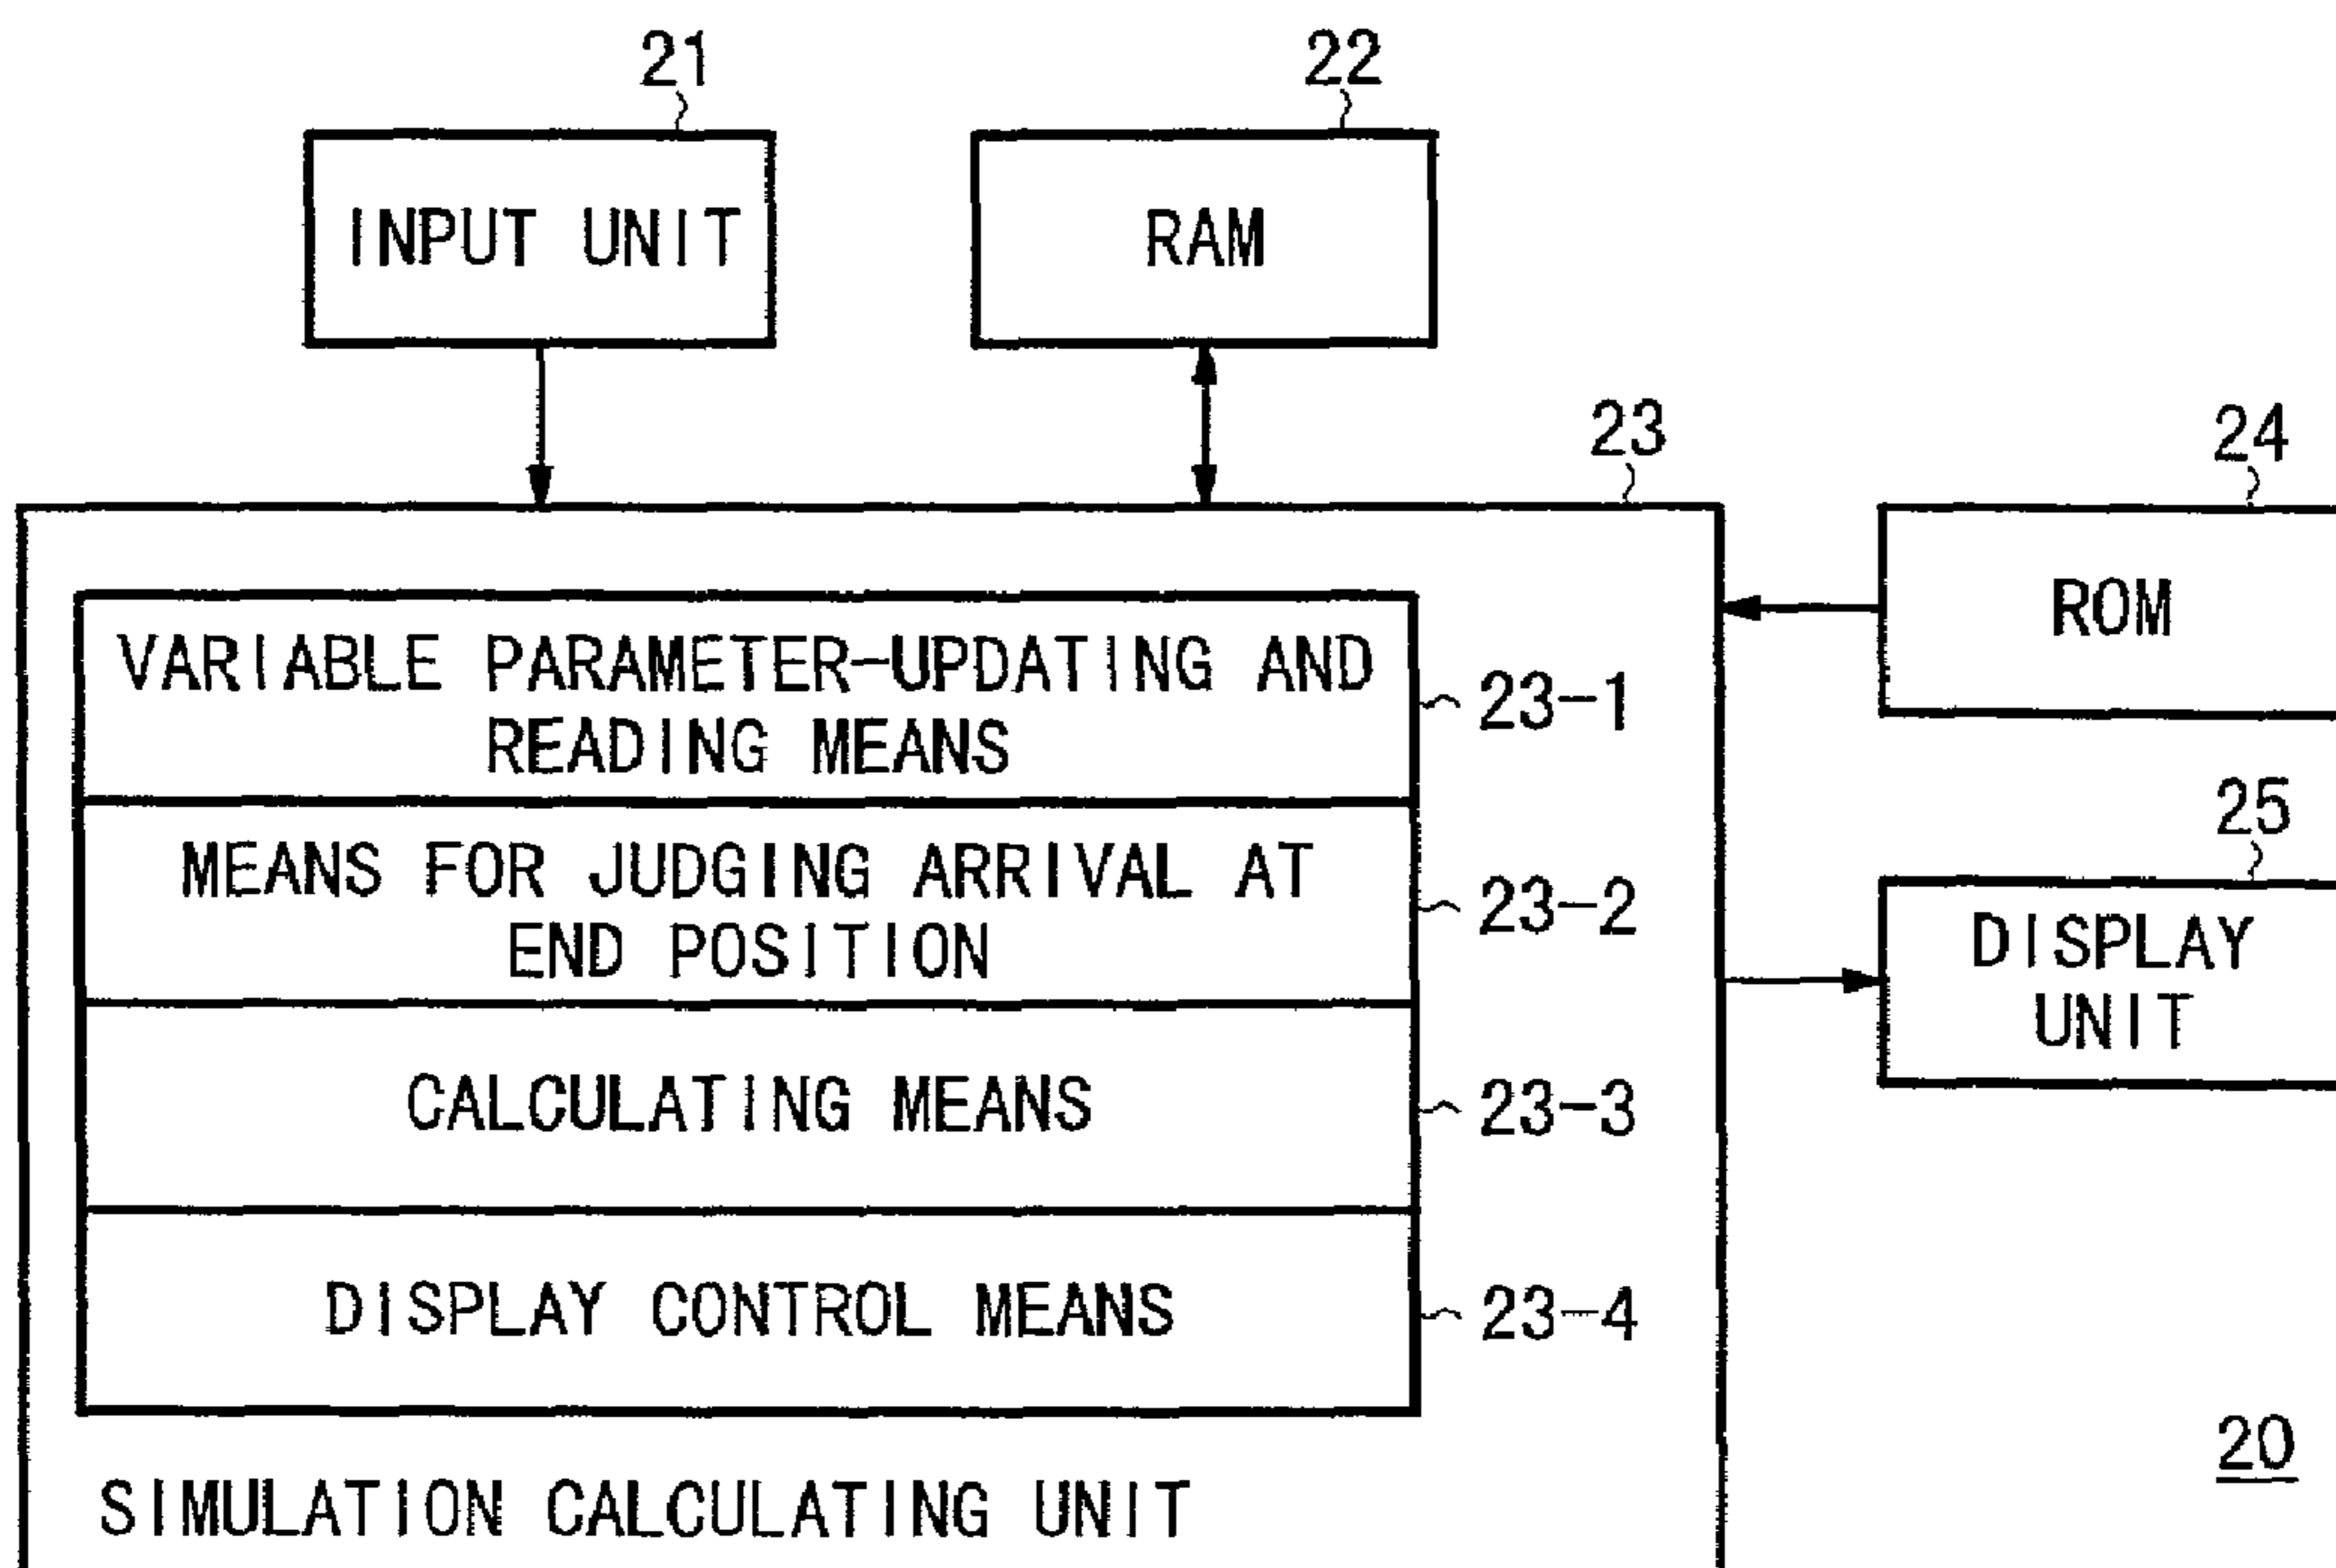 21
22
INPUT UNIT
RAM
23
24
ROM
VARIABLE PARAMETER-UPDATING AND
READING MEANS
23-1
25
MEANS FOR JUDGING ARRIVAL AT
END POSITION
23-2
DISPLAY
UNIT
CALCULATING MEANS
23-3
DISPLAY CONTROL MEANS
23-4
20
SIMULATION CALCULATING UNIT